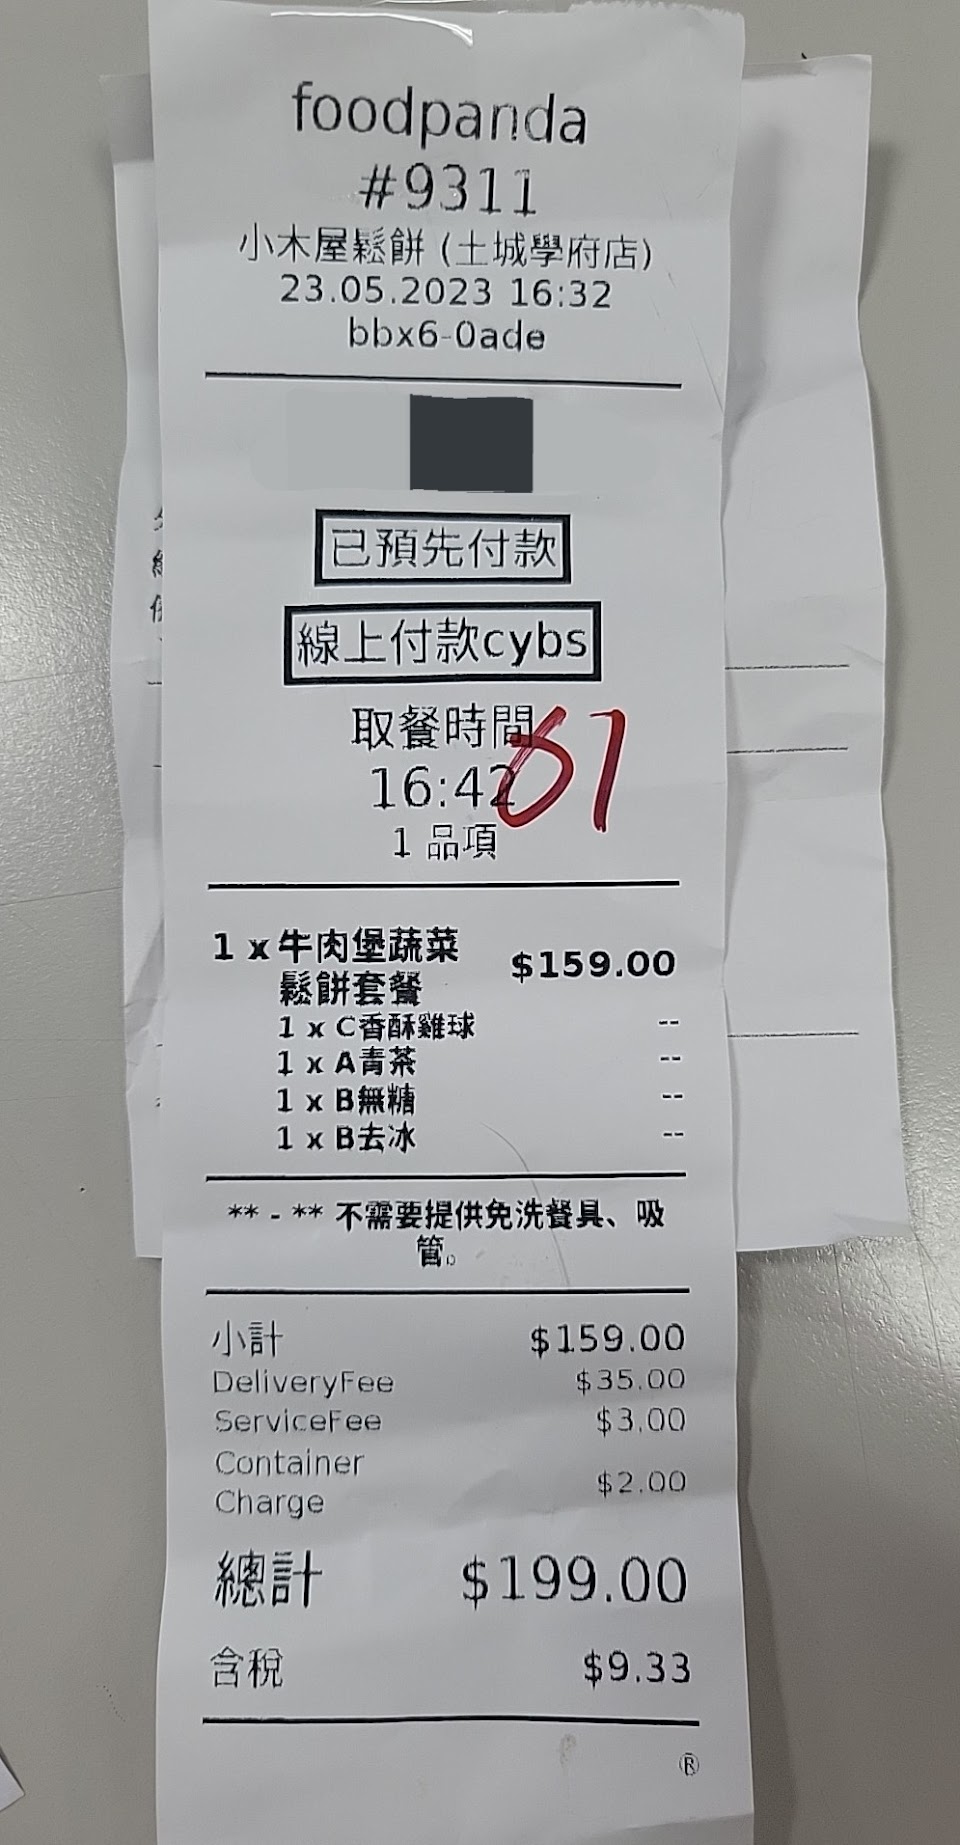 foodpanda
#9311
小木屋鬆餅 (土城學府店)
23.05.2023 16:32
bbx6-0ade
已預先付款
線上付款cybs
取餐時間
16:42
61
1 品項
1 x 牛肉堡蔬菜 $159.00
鬆餅套餐
1 x C香酥雞球 --
1 x A青茶 --
1 x B無糖 --
1 x B去冰 --
** - ** 不需要提供免洗餐具、吸
管。
小計 $159.00
DeliveryFee $35.00
ServiceFee $3.00
Container
Charge $2.00
總計 $199.00
含稅 $9.33
®